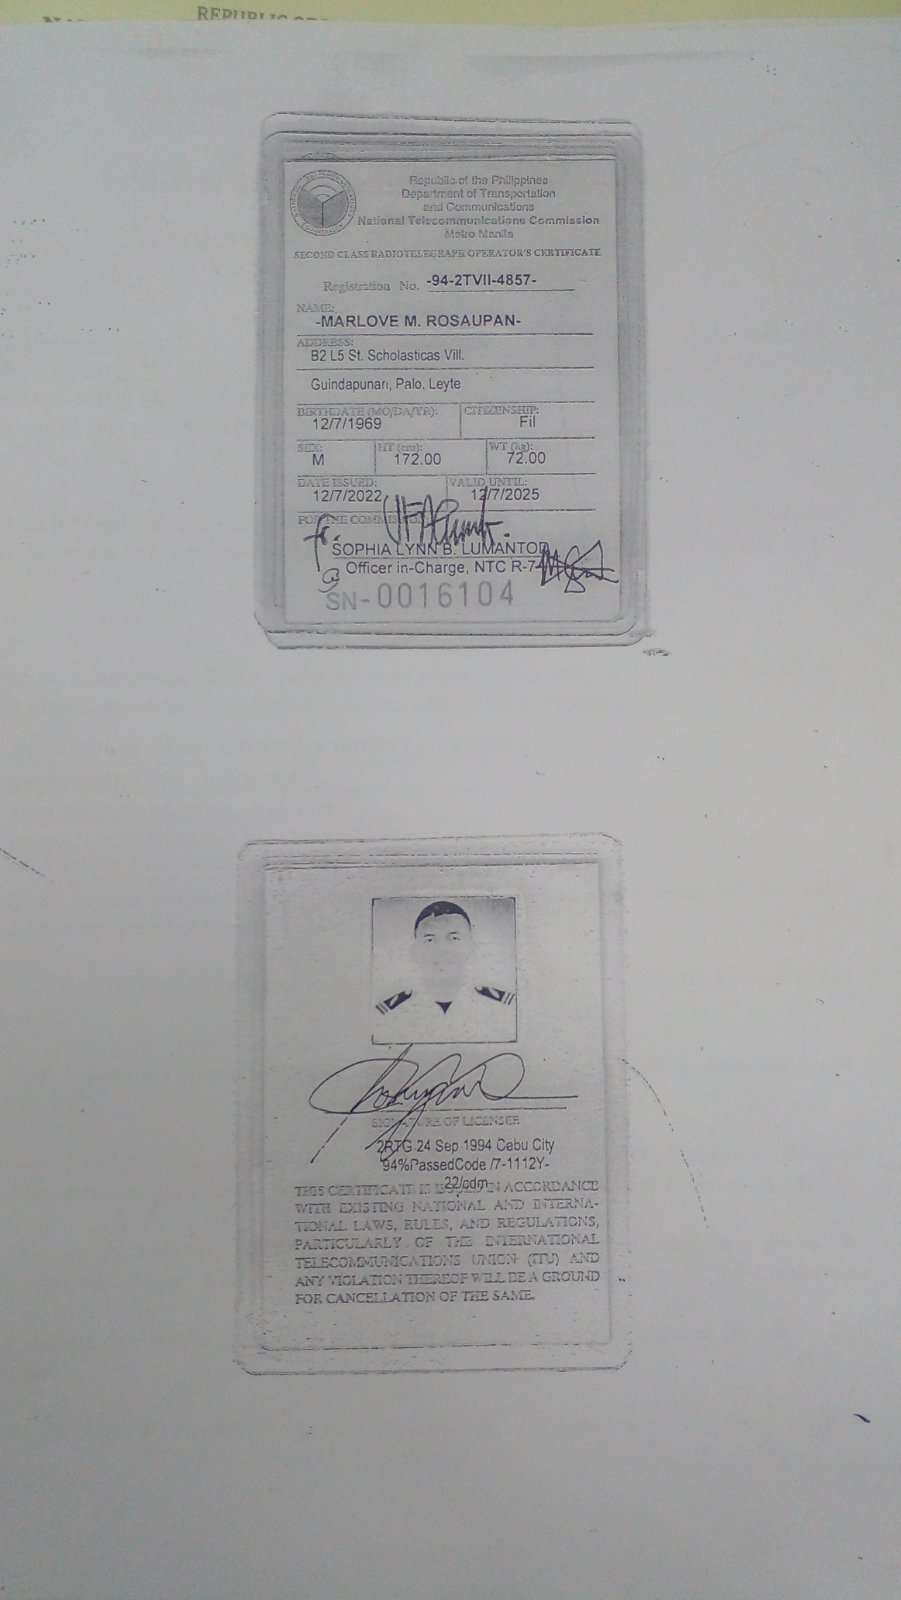 REPUBLIC
Republic of the Philippines
Department of Transportation
and Communications
National Telecommunications Commission
Metro Manila
SECOND CLASS RADIOTELEGRAPH OPERATOR'S CERTIFICATE
Registration No. -94-2TVII-4857-
NAME:
-MARLOVE M. ROSAUPAN-
ADDRESS:
B2 L5 St. Scholasticas Vill.
Guindapunan, Palo, Leyte
BIRTHDATE (MO/DA/YR): CITIZENSHIP:
12/7/1969 Fil
SEX: HT (cm): WT (kg):
M 172.00 72.00
DATE ISSUED: VALID UNTIL:
12/7/2022 12/7/2025
FOR THE COMMISSION:
SOPHIA LYNN B. LUMANTOD
Officer in-Charge, NTC R-7
SN-0016104
SIGNATURE OF LICENSEE
2RTG 24 Sep 1994 Cebu City
94%PassedCode /7-1112Y-
22/cdm
THIS CERTIFICATE IS ISSUED IN ACCORDANCE
WITH EXISTING NATIONAL AND INTERNA-
TIONAL LAWS, RULES, AND REGULATIONS,
PARTICULARLY OF THE INTERNATIONAL
TELECOMMUNICATIONS UNION (ITU) AND
ANY VIOLATION THEREOF WILL BE A GROUND
FOR CANCELLATION OF THE SAME.